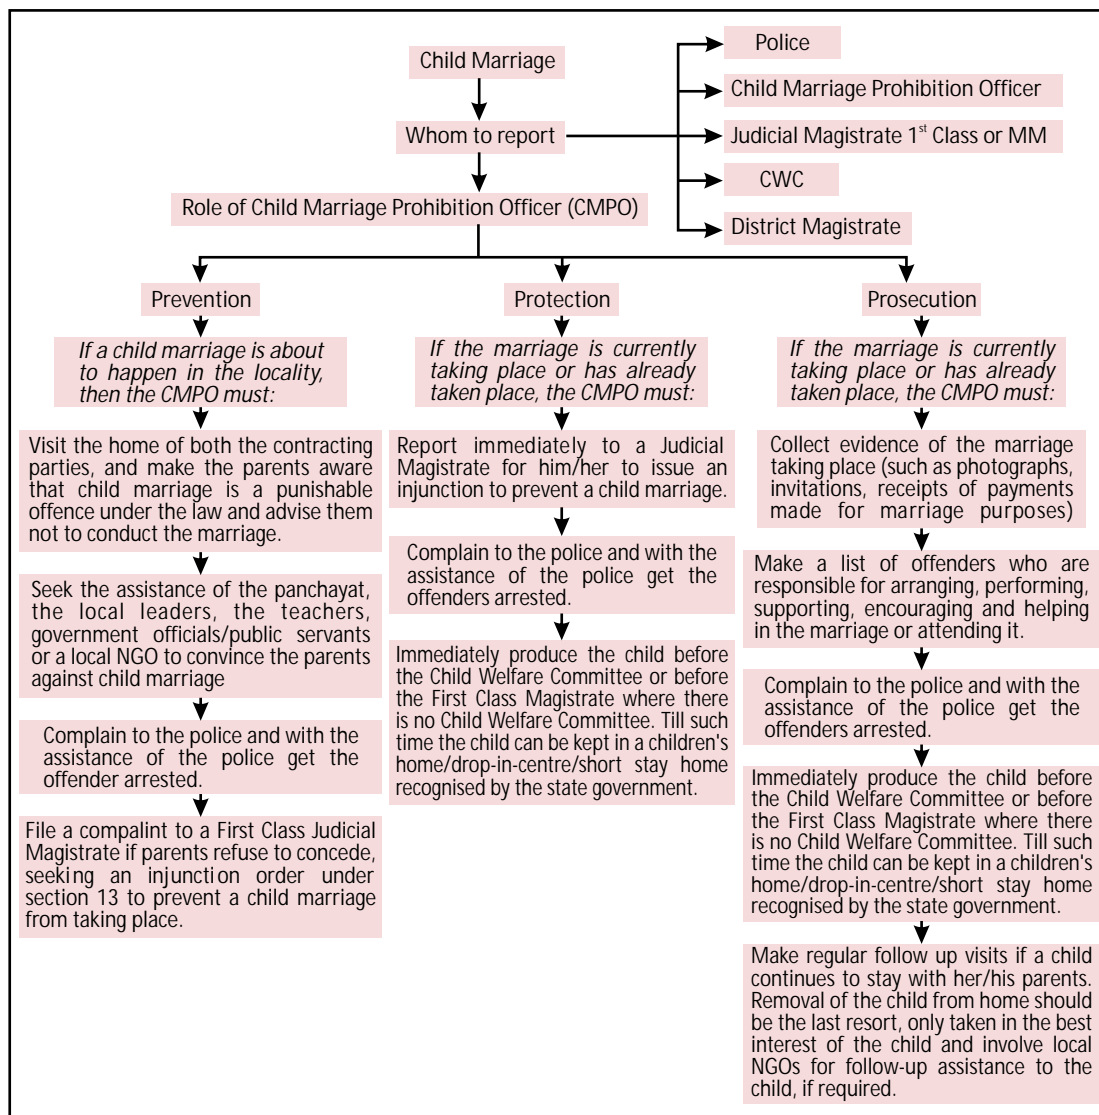 Child Marriage
Whom to report
Police
Child Marriage Prohibition Officer
Judicial Magistrate 1st Class or MM
CWC
District Magistrate
Role of Child Marriage Prohibition Officer (CMPO)
Prevention
If a child marriage is about
to happen in the locality,
then the CMPO must:
Visit the home of both the contracting
parties, and make the parents aware
that child marriage is a punishable
offence under the law and advise them
not to conduct the marriage.
Seek the assistance of the panchayat,
the local leaders, the teachers,
government officials/public servants
or a local NGO to convince the parents
against child marriage
Complain to the police and with the
assistance of the police get the
offender arrested.
File a compalint to a First Class Judicial
Magistrate if parents refuse to concede,
seeking an injunction order under
section 13 to prevent a child marriage
from taking place.
Protection
If the marriage is currently
taking place or has already
taken place, the CMPO must:
Report immediately to a Judicial
Magistrate for him/her to issue an
injunction to prevent a child marriage.
Complain to the police and with the
assistance of the police get the
offenders arrested.
Immediately produce the child before
the Child Welfare Committee or before
the First Class Magistrate where there
is no Child Welfare Committee. Till such
time the child can be kept in a children's
home/drop-in-centre/short stay home
recognised by the state government.
Prosecution
If the marriage is currently
taking place or has already
taken place, the CMPO must:
Collect evidence of the marriage
taking place (such as photographs,
invitations, receipts of payments
made for marriage purposes)
Make a list of offenders who are
responsible for arranging, performing,
supporting, encouraging and helping
in the marriage or attending it.
Complain to the police and with the
assistance of the police get the
offenders arrested.
Immediately produce the child before
the Child Welfare Committee or before
the First Class Magistrate where there
is no Child Welfare Committee. Till such
time the child can be kept in a children's
home/drop-in-centre/short stay home
recognised by the state government.
Make regular follow up visits if a child
continues to stay with her/his parents.
Removal of the child from home should
be the last resort, only taken in the best
interest of the child and involve local
NGOs for follow-up assistance to the
child, if required.